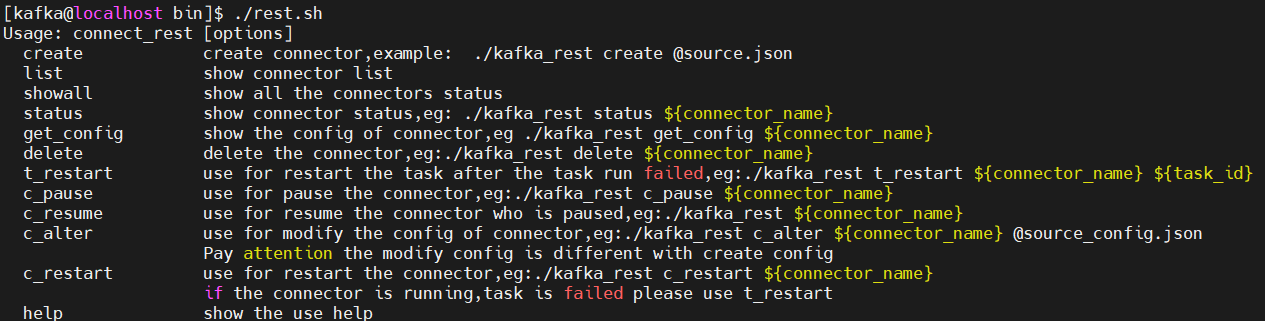 [kafka@localhost bin]$ ./rest.sh
Usage: connect_rest [options]
create create connector,example: ./kafka_rest create @source.json
list show connector list
showall show all the connectors status
status show connector status,eg: ./kafka_rest status ${connector_name}
get_config show the config of connector,eg ./kafka_rest get_config ${connector_name}
delete delete the connector,eg:./kafka_rest delete ${connector_name}
t_restart use for restart the task after the task run failed,eg:./kafka_rest t_restart ${connector_name} ${task_id}
c_pause use for pause the connector,eg:./kafka_rest c_pause ${connector_name}
c_resume use for resume the connector who is paused,eg:./kafka_rest ${connector_name}
c_alter use for modify the config of connector,eg:./kafka_rest c_alter ${connector_name} @source_config.json
Pay attention the modify config is different with create config
c_restart use for restart the connector,eg:./kafka_rest c_restart ${connector_name}
if the connector is running,task is failed please use t_restart
help show the use help